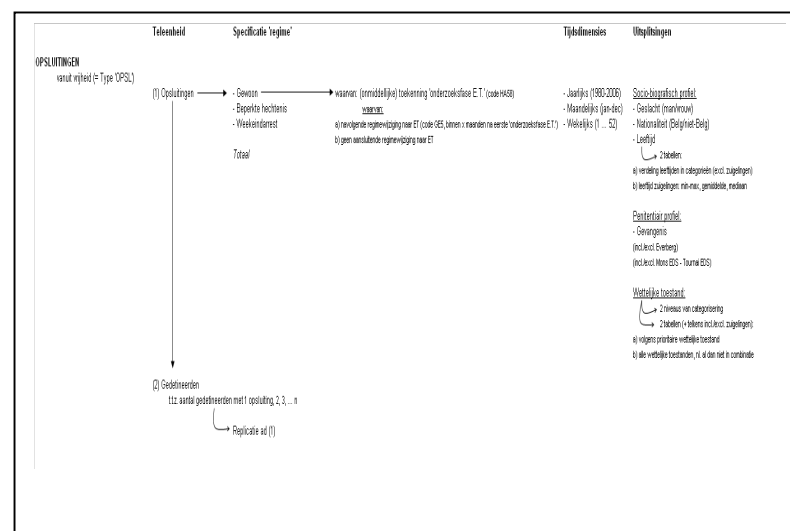 Teleenheid Specificatie 'regime' Tijdsdimensies Uitsplitsingen
OPSLUITINGEN
vanuit vrijheid (= Type 'OPSL')
(1) Opsluitingen - Gewoon waarvan: (onmiddellijke) toekenning 'onderzoeksfase E.T.' (code HA58) - Jaarlijks (1980-2006) Socio-biografisch profiel:
- Beperkte hechtenis waarvan: - Maandelijks (jan-dec) - Geslacht (man/vrouw)
- Weekeindarrest a) navolgende regimewijziging naar ET (code GE5, binnen x maanden na eerste 'onderzoeksfase E.T.') - Wekelijks (1 ... 52) - Nationaliteit (Belg/niet-Belg)
b) geen aansluitende regimewijziging naar ET - Leeftijd
Totaal 2 tabellen:
a) verdeling leeftijden in categorieën (excl. zuigelingen)
b) leeftijd zuigelingen: min-max, gemiddelde, mediaan
Penitentiair profiel:
- Gevangenis
(incl./excl. Everberg)
(incl./excl. Mons EDS - Tournai EDS)
Wettelijke toestand:
2 niveaus van categorisering
2 tabellen (+ telkens incl./excl. zuigelingen):
a) volgens prioritaire wettelijke toestand
b) alle wettelijke toestanden, nl. al dan niet in combinatie
(2) Gedetineerden
t.t.z. aantal gedetineerden met 1 opsluiting, 2, 3, ... n
Replicatie ad (1)